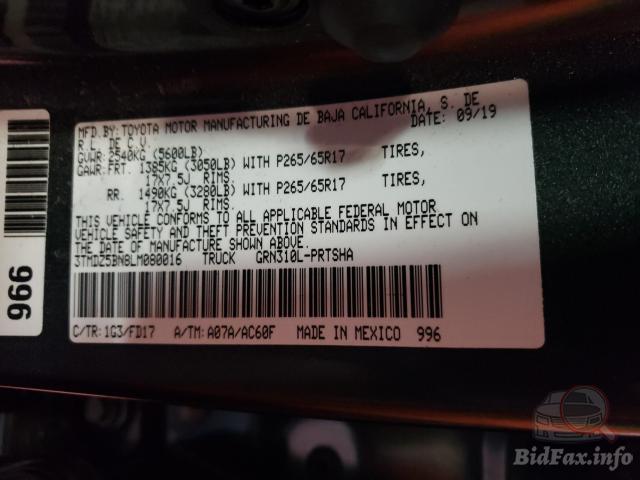 MFD.BY:TOYOTA MOTOR MANUFACTURING DE BAJA CALIFORNIA, S. DE
R.L. DE C.V. DATE: 09/19
GVWR: 2540KG (5600LB)
GAWR:FRT. 1385KG (3050LB) WITH P265/65R17 TIRES,
17X7.5J RIMS.
RR. 1490KG (3280LB) WITH P265/65R17 TIRES,
17X7.5J RIMS.
THIS VEHICLE CONFORMS TO ALL APPLICABLE FEDERAL MOTOR
VEHICLE SAFETY AND THEFT PREVENTION STANDARDS IN EFFECT ON
THE DATE OF MANUFACTURE SHOWN ABOVE.
3TMDZ5BN8LM080016 TRUCK GRN310L-PRTSHA
C/TR:1G3/FD17 A/TM:A07A/AC60F MADE IN MEXICO 996
966
BidFax.info